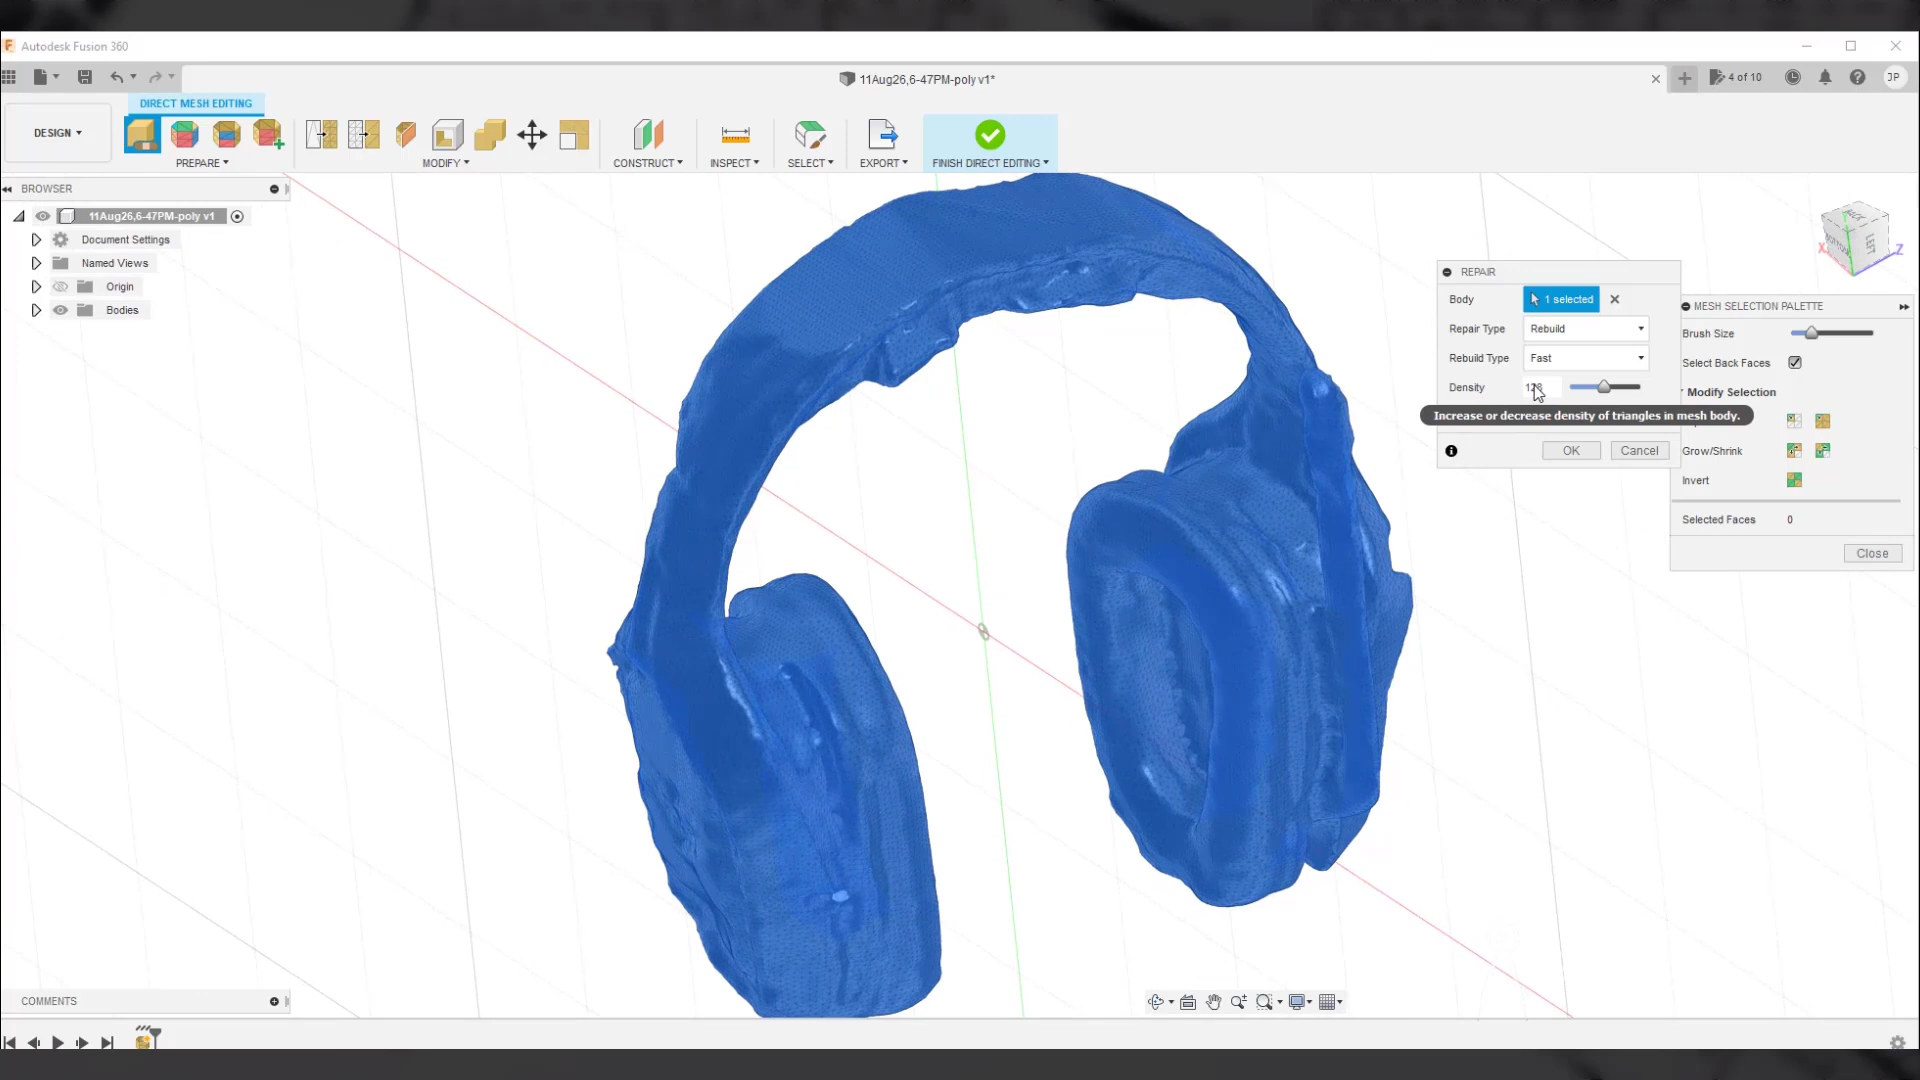 Autodesk Fusion 360
11Aug26,6-47PM-poly v1*
4 of 10
JP
DIRECT MESH EDITING
DESIGN
PREPARE
MODIFY
CONSTRUCT
INSPECT
SELECT
EXPORT
FINISH DIRECT EDITING
BROWSER
11Aug26,6-47PM-poly v1
Document Settings
Named Views
Origin
Bodies
BACK
BOTTOM
LEFT
X
Z
REPAIR
Body
1 selected
Repair Type
Rebuild
Rebuild Type
Fast
Density
Increase or decrease density of triangles in mesh body.
OK
Cancel
MESH SELECTION PALETTE
Brush Size
Select Back Faces
Modify Selection
Grow/Shrink
Invert
Selected Faces
0
Close
COMMENTS